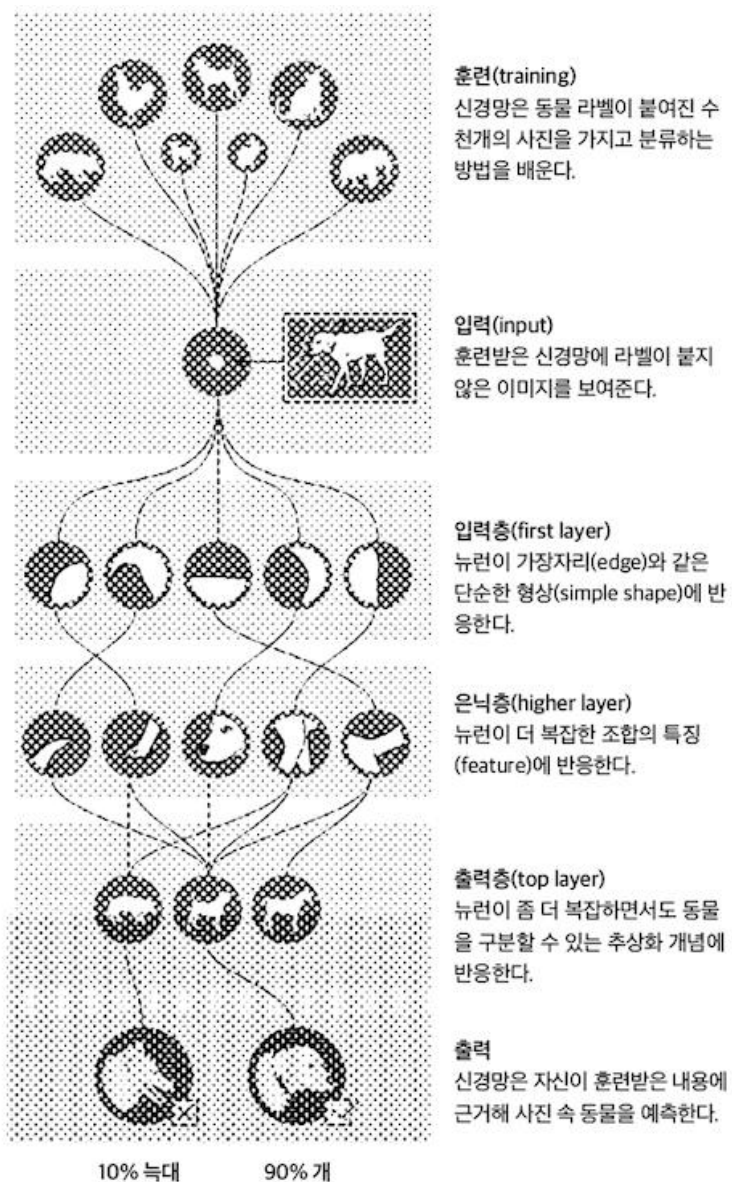 훈련(training)
신경망은 동물 라벨이 붙여진 수
천개의 사진을 가지고 분류하는
방법을 배운다.
입력(input)
훈련받은 신경망에 라벨이 붙지
않은 이미지를 보여준다.
입력층(first layer)
뉴런이 가장자리(edge)와 같은
단순한 형상(simple shape)에 반
응한다.
은닉층(higher layer)
뉴런이 더 복잡한 조합의 특징
(feature)에 반응한다.
출력층(top layer)
뉴런이 좀 더 복잡하면서도 동물
을 구분할 수 있는 추상화 개념에
반응한다.
출력
신경망은 자신이 훈련받은 내용에
근거해 사진 속 동물을 예측한다.
10% 늑대
90% 개